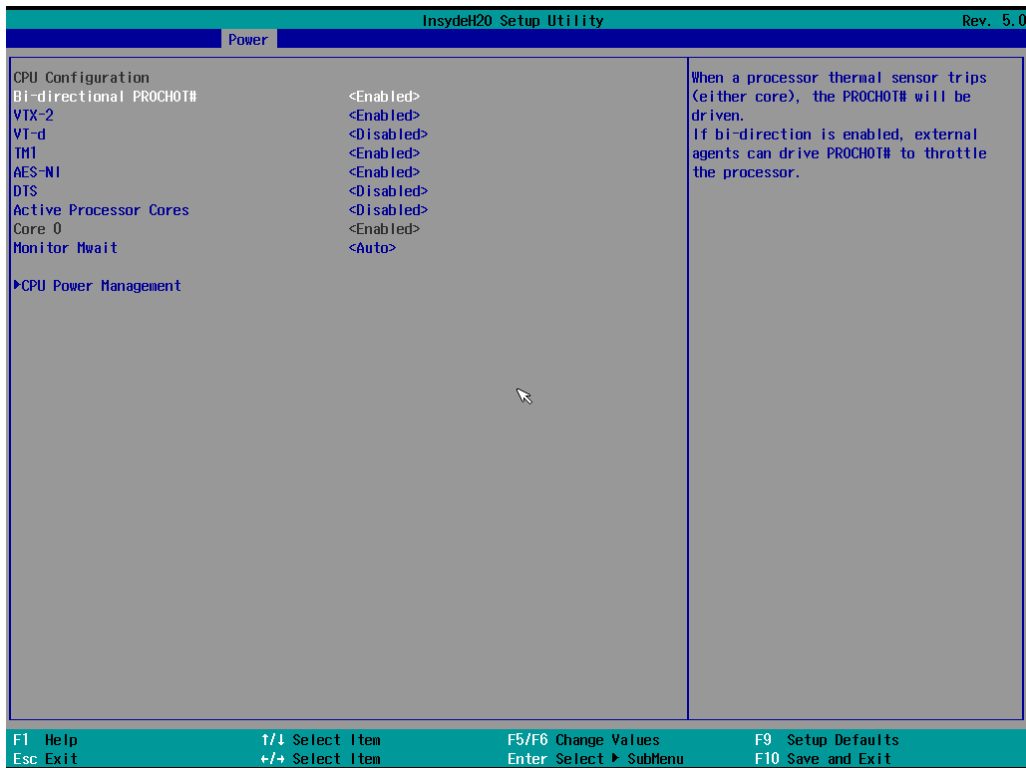 InsydeH2O Setup Utility Rev. 5.0
Power
CPU Configuration
Bi-directional PROCHOT# <Enabled>
VTX-2 <Enabled>
VT-d <Disabled>
TM1 <Enabled>
AES-NI <Enabled>
DTS <Disabled>
Active Processor Cores <Disabled>
Core 0 <Enabled>
Monitor Mwait <Auto>
▶CPU Power Management
When a processor thermal sensor trips
(either core), the PROCHOT# will be
driven.
If bi-direction is enabled, external
agents can drive PROCHOT# to throttle
the processor.
F1 Help ↑/↓ Select Item F5/F6 Change Values F9 Setup Defaults
Esc Exit ←/→ Select Item Enter Select ▶ SubMenu F10 Save and Exit